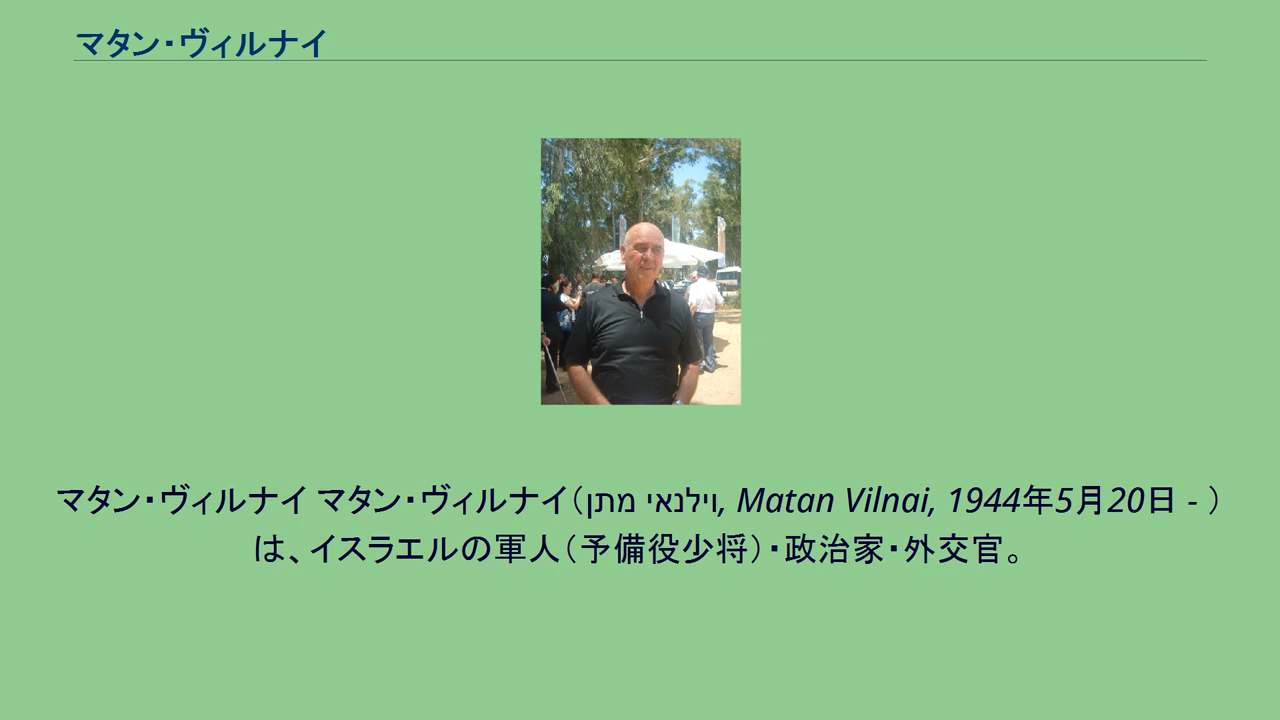 マタン・ヴィルナイ
マタン・ヴィルナイ マタン・ヴィルナイ（וילנאי מתן, Matan Vilnai, 1944年5月20日 - ）
は、イスラエルの軍人（予備役少将）・政治家・外交官。